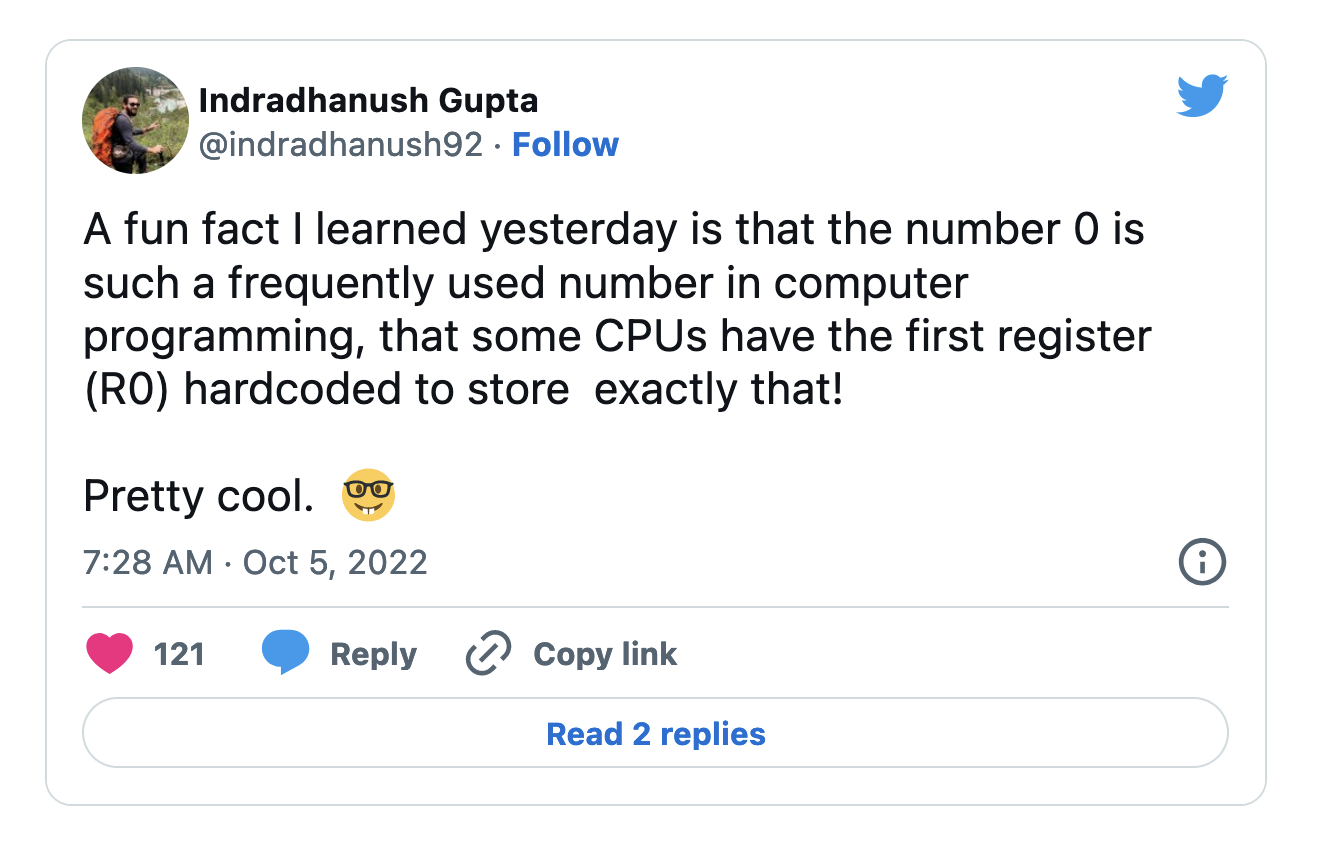 Indradhanush Gupta
@indradhanush92 · Follow
A fun fact I learned yesterday is that the number 0 is
such a frequently used number in computer
programming, that some CPUs have the first register
(R0) hardcoded to store  exactly that!
Pretty cool. 🤓
7:28 AM · Oct 5, 2022
121 Reply Copy link
Read 2 replies